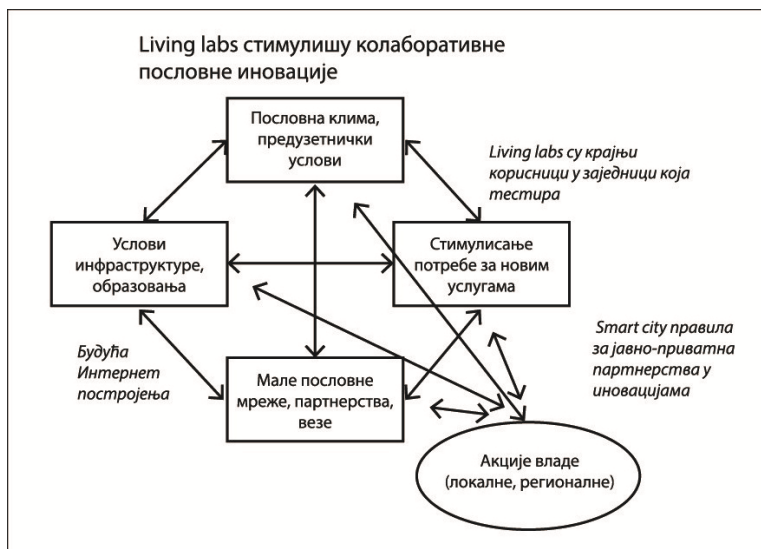 Living labs стимулишу колаборативне
пословне иновације
Пословна клима,
предузетнички
услови
Living labs су крајњи
корисници у заједници која
тестира
Услови
инфраструктуре,
образовања
Стимулисање
потребе за новим
услугама
Будућа
Интернет
постројења
Мале пословне
мреже, партнерства,
везе
Smart city правила
за јавно-приватна
партнерства у
иновацијама
Акције владе
(локалне, регионалне)